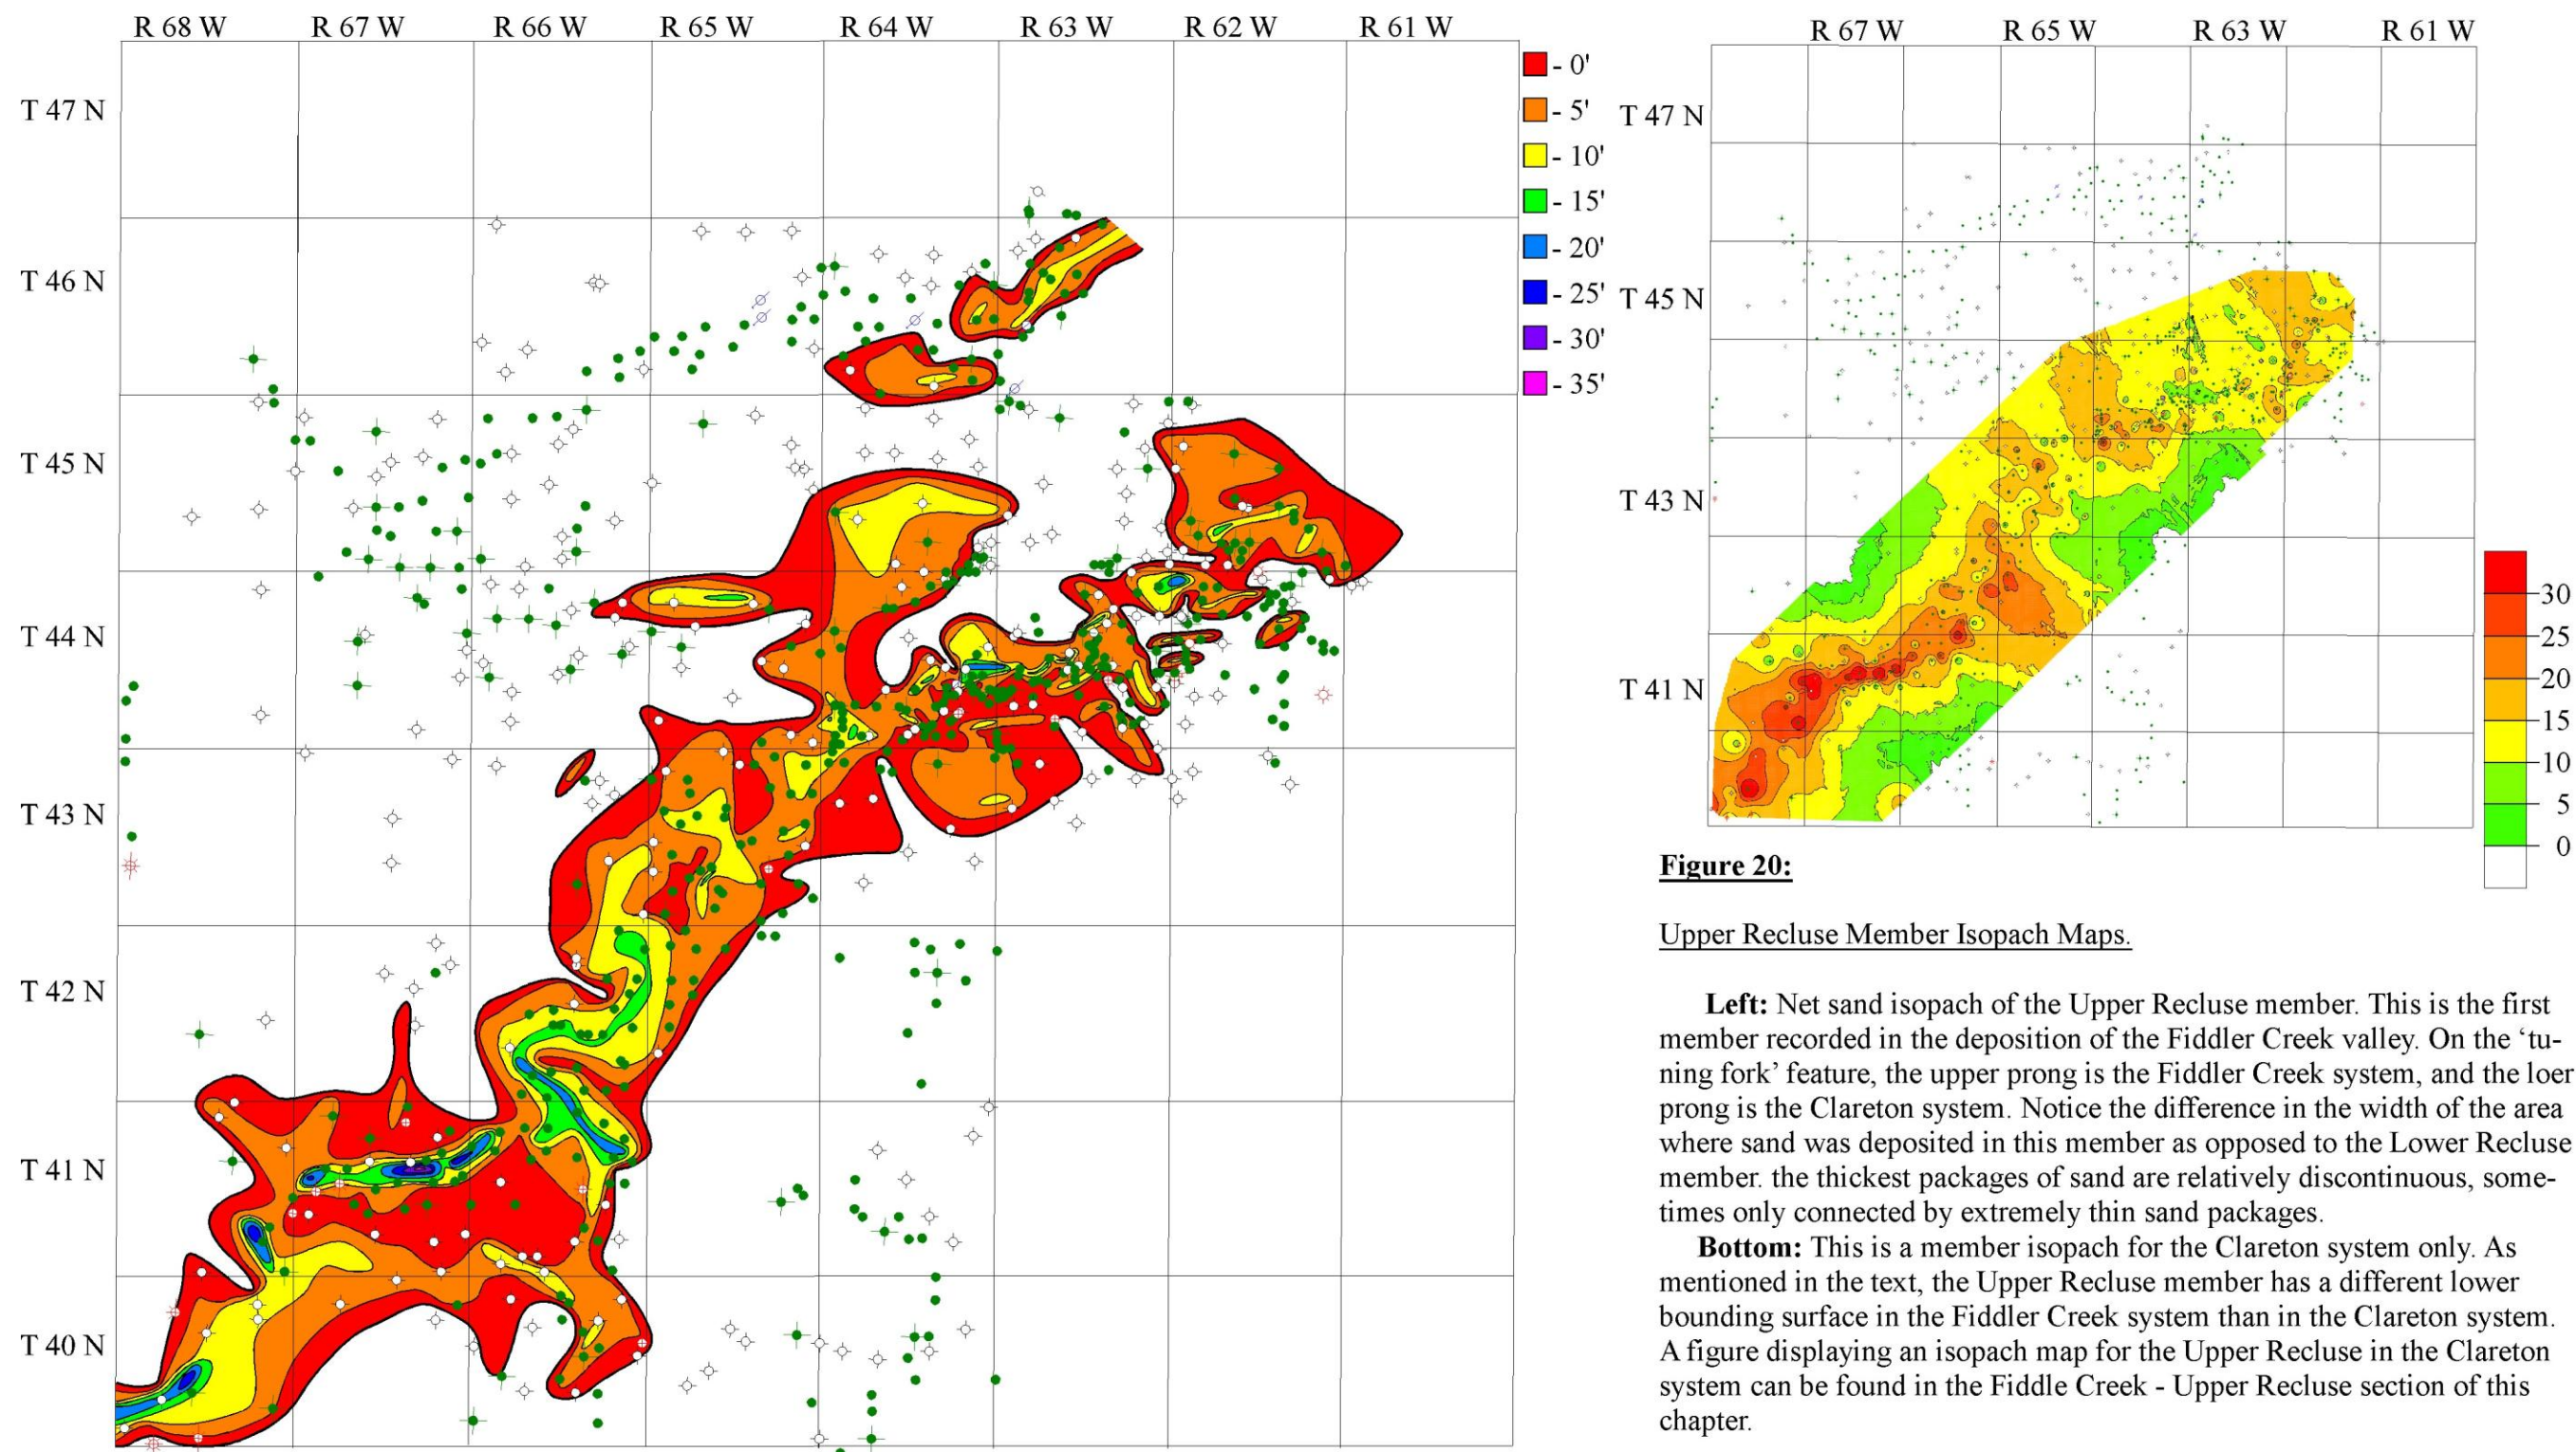 R 68 W R 67 W R 66 W R 65 W R 64 W R 63 W R 62 W R 61 W
T 47 N
T 46 N
T 45 N
T 44 N
T 43 N
T 42 N
T 41 N
T 40 N
- 0'
- 5'
- 10'
- 15'
- 20'
- 25'
- 30'
- 35'
R 67 W R 65 W R 63 W R 61 W
T 47 N
T 45 N
T 43 N
T 41 N
30
25
20
15
10
5
0
Figure 20:
Upper Recluse Member Isopach Maps.
Left: Net sand isopach of the Upper Recluse member. This is the first
member recorded in the deposition of the Fiddler Creek valley. On the ‘tu-
ning fork’ feature, the upper prong is the Fiddler Creek system, and the loer
prong is the Clareton system. Notice the difference in the width of the area
where sand was deposited in this member as opposed to the Lower Recluse
member. the thickest packages of sand are relatively discontinuous, some-
times only connected by extremely thin sand packages.
Bottom: This is a member isopach for the Clareton system only. As
mentioned in the text, the Upper Recluse member has a different lower
bounding surface in the Fiddler Creek system than in the Clareton system.
A figure displaying an isopach map for the Upper Recluse in the Clareton
system can be found in the Fiddle Creek - Upper Recluse section of this
chapter.